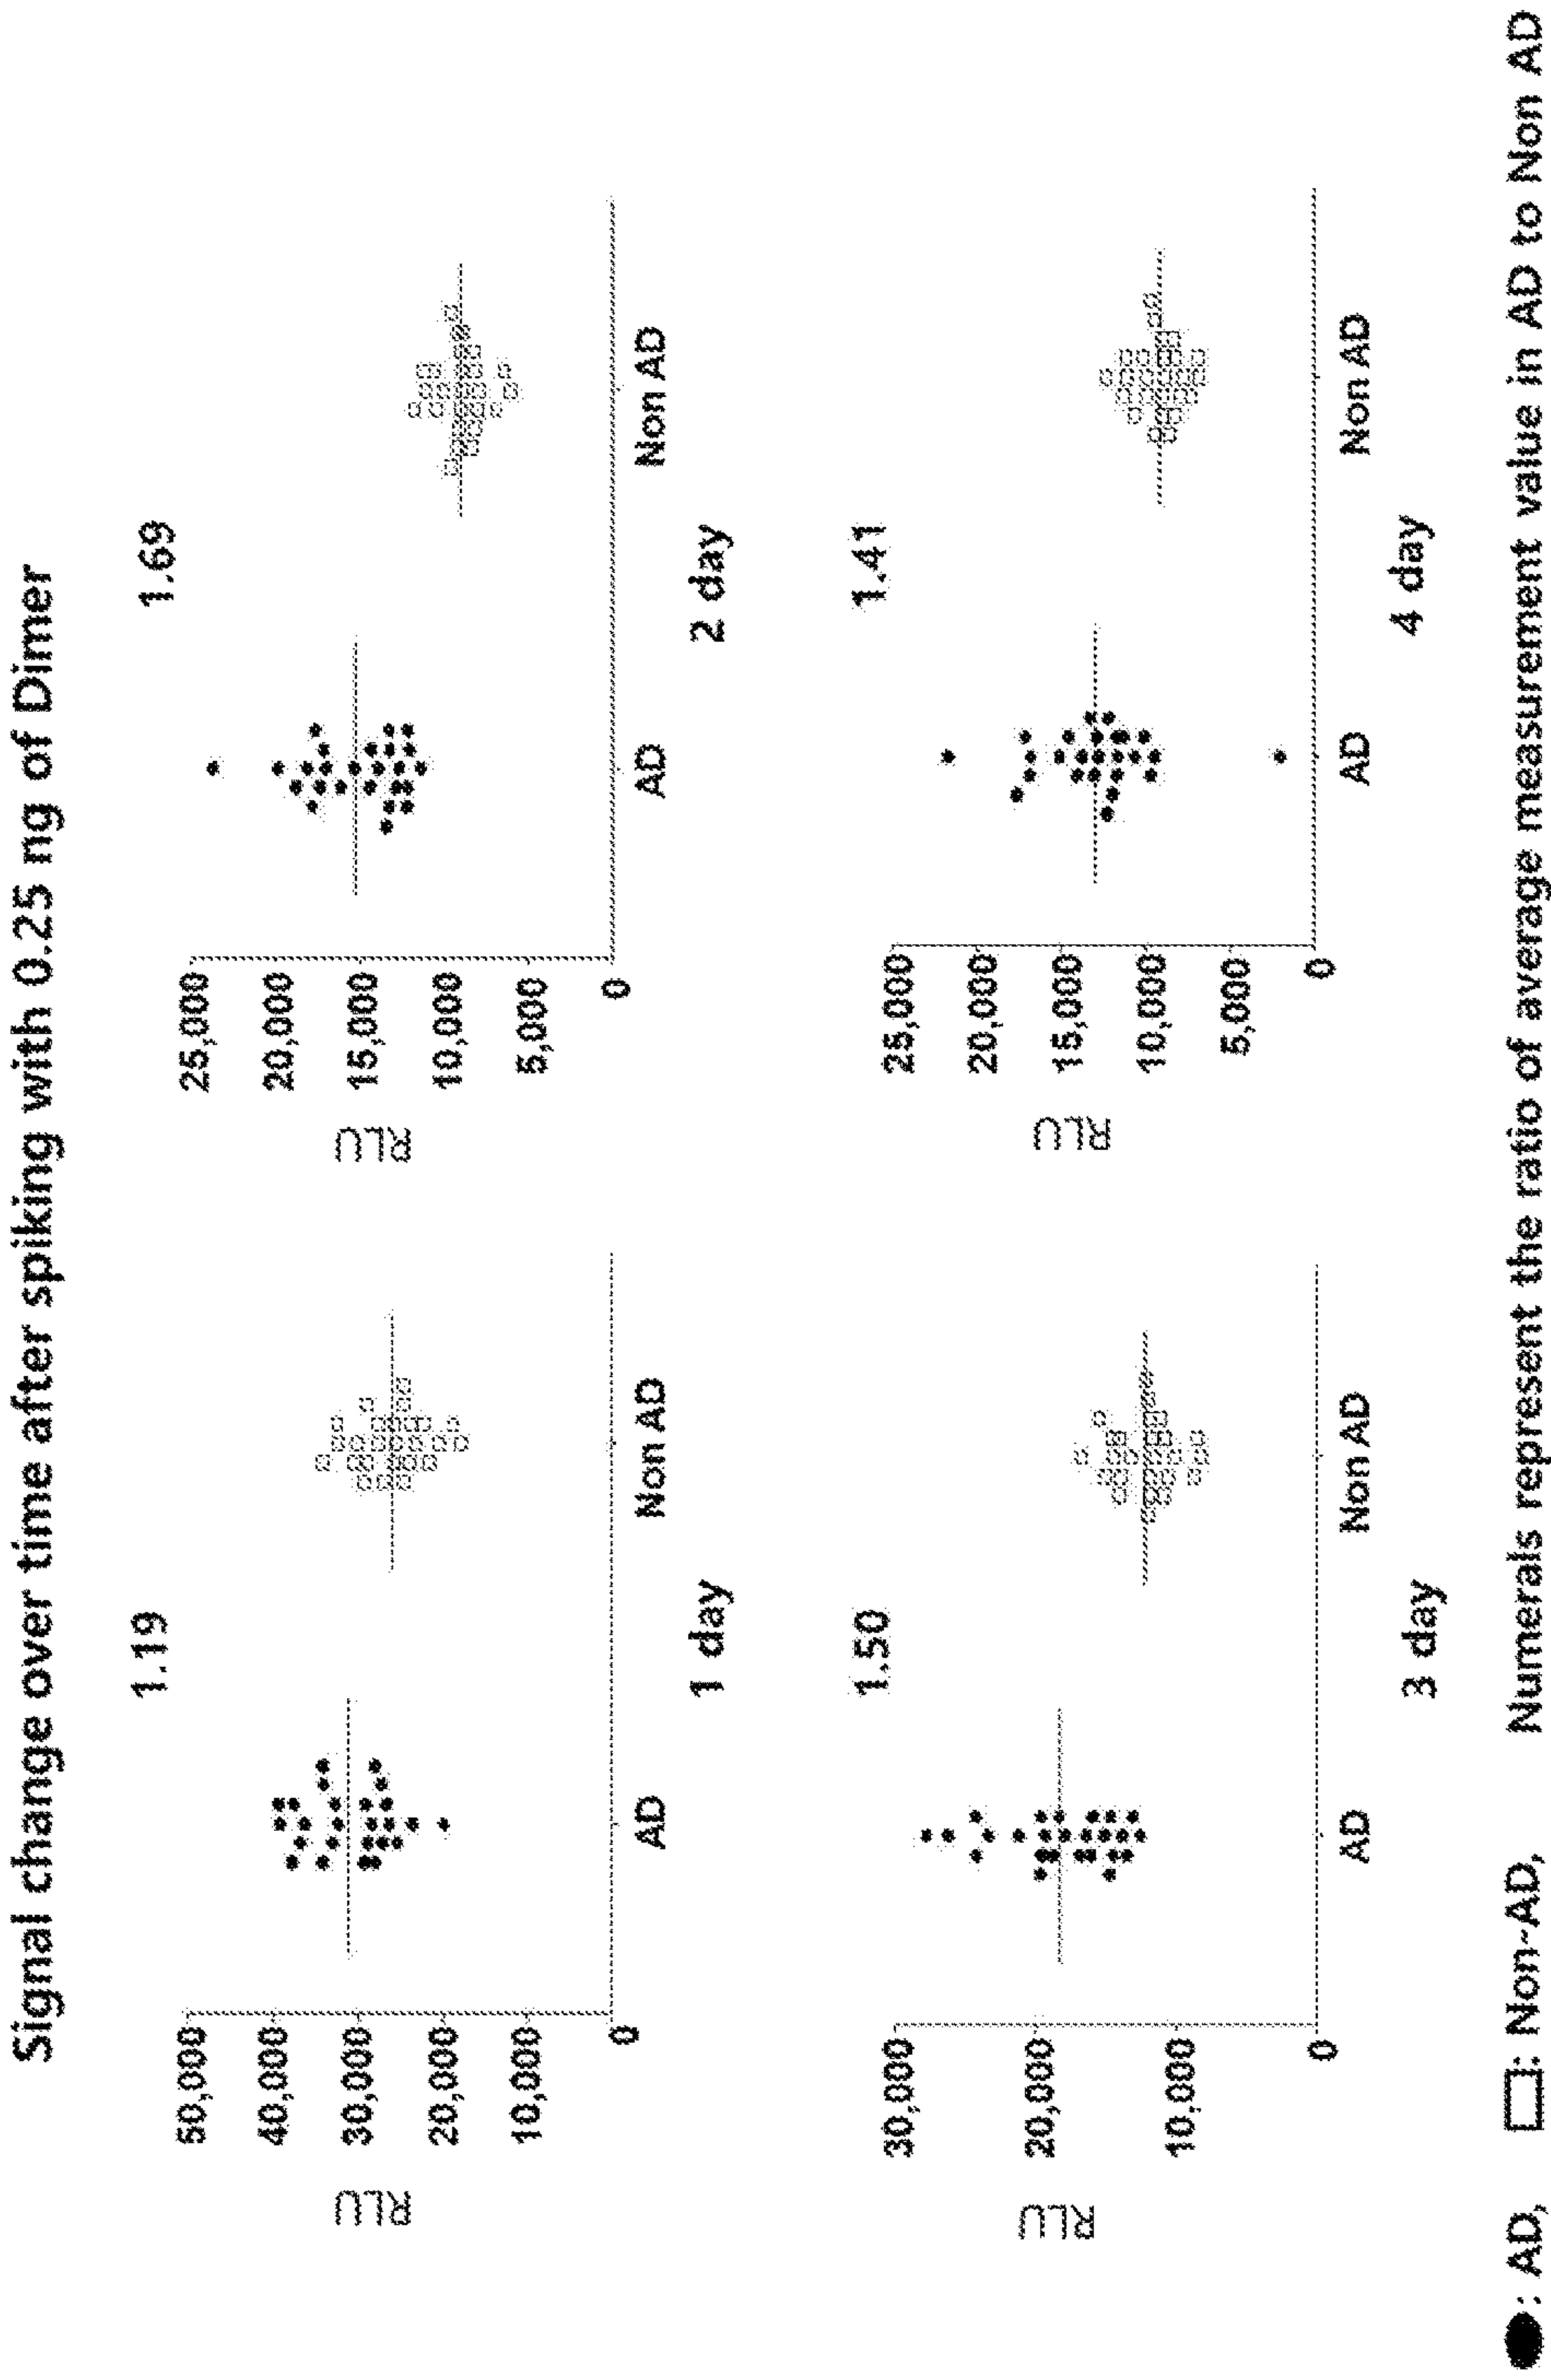 Signal change over time after spiking with 0.25 ng of Dimer
1.19
RLU
50,000
40,000
30,000
20,000
10,000
0
AD
Non AD
1 day
1.69
RLU
25,000
20,000
15,000
10,000
5,000
0
AD
Non AD
2 day
1.50
RLU
30,000
20,000
10,000
0
AD
Non AD
3 day
1.41
RLU
25,000
20,000
15,000
10,000
5,000
0
AD
Non AD
4 day
●: AD, □: Non-AD, Numerals represent the ratio of average measurement value in AD to Non AD